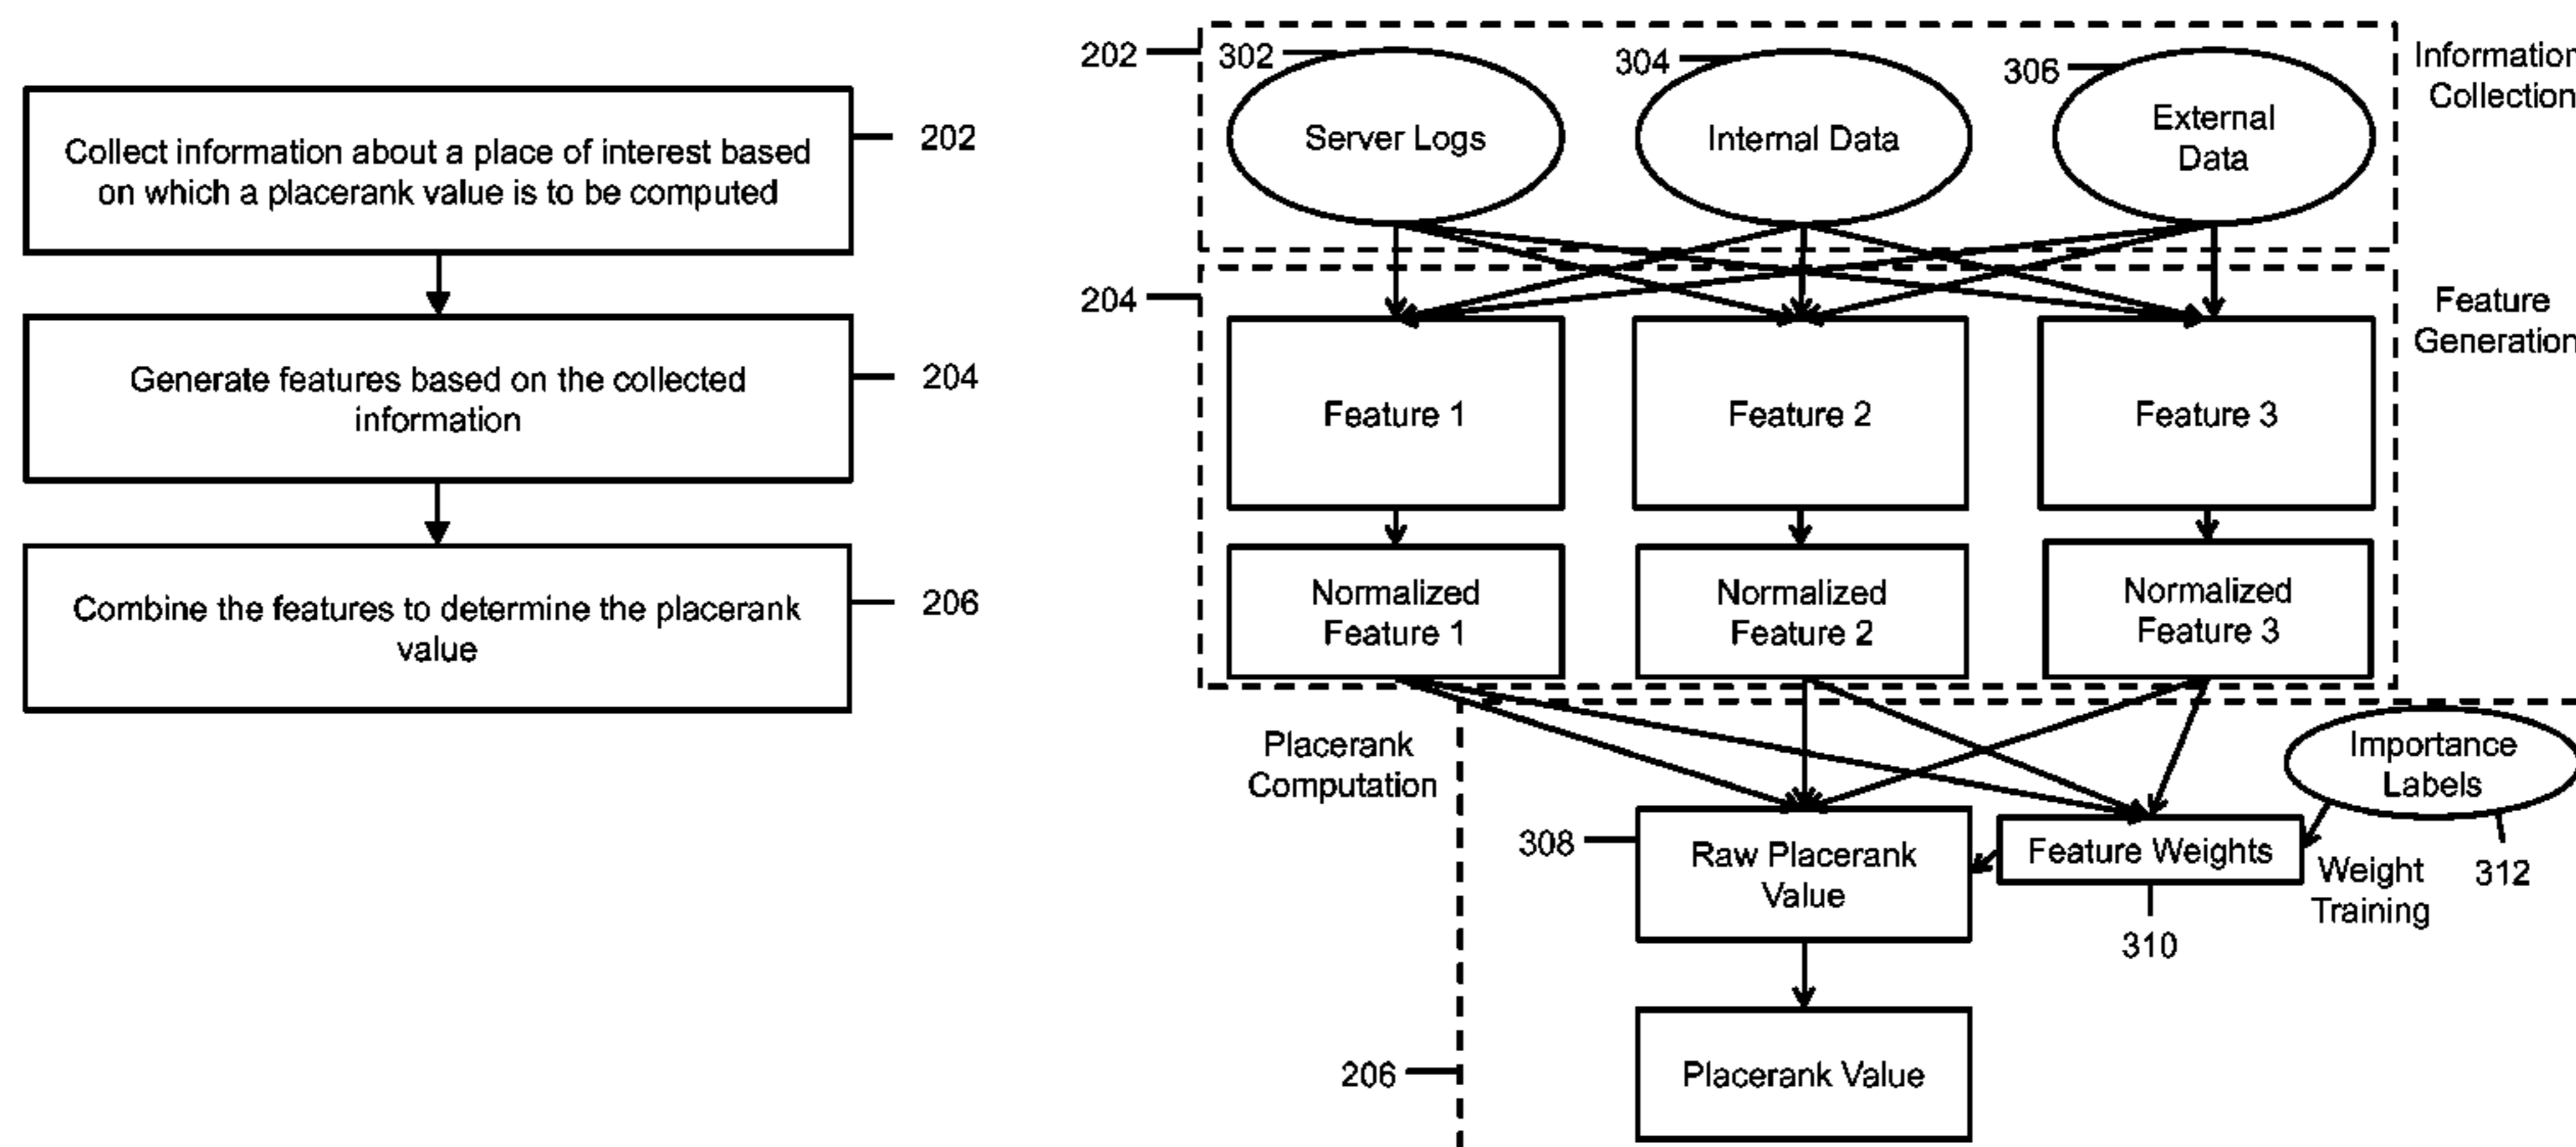 Collect information about a place of interest based
on which a placerank value is to be computed
202
Generate features based on the collected
information
204
Combine the features to determine the placerank
value
206
202
302
304
306
Server Logs
Internal Data
External
Data
Information
Collection
204
Feature 1
Feature 2
Feature 3
Feature
Generation
Normalized
Feature 1
Normalized
Feature 2
Normalized
Feature 3
Placerank
Computation
Importance
Labels
308
Raw Placerank
Value
Feature Weights
Weight
Training
312
310
206
Placerank Value